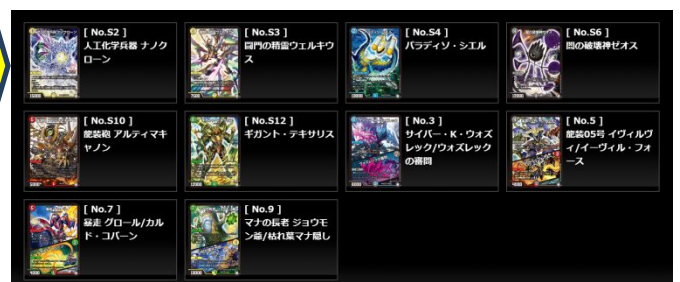 [ No.S2 ]
人工化学兵器 ナノク
ローン
[ No.S3 ]
闘門の精霊ウェルキウ
ス
[ No.S4 ]
パラディソ・シエル
[ No.S6 ]
悶の破壊神ゼオス
[ No.S10 ]
龍装砲 アルティマキ
ャノン
[ No.S12 ]
ギガント・テキサリス
[ No.3 ]
サイバー・K・ウォズ
レック/ウォズレック
の審問
[ No.5 ]
龍装05号 イヴィルヴ
ィ/イーヴィル・フォ
ース
[ No.7 ]
暴走 グロール/カル
ド・コバーン
[ No.9 ]
マナの長者 ジョウモ
ン爺/枯れ葉マナ隠し